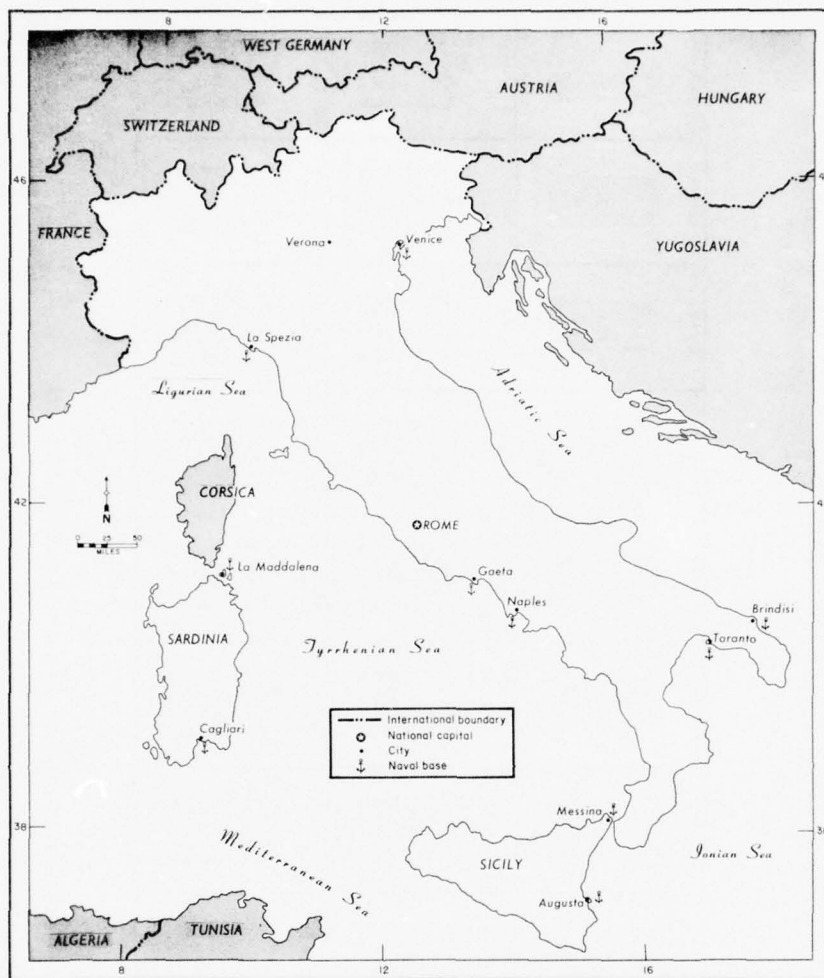 8 12 16
WEST GERMANY
AUSTRIA
HUNGARY
SWITZERLAND
46
FRANCE
Verona
Venice
YUGOSLAVIA
La Spezia
Ligurian Sea
Adriatic Sea
CORSICA
42
N
ROME
0 25 50
MILES
La Maddalena
Gaeta
Naples
Brindisi
SARDINIA
Taranto
Tyrrhenian Sea
Cagliari
International boundary
National capital
City
Naval base
Messina
38
Mediterranean Sea
SICILY
Ionian Sea
Augusta
ALGERIA
TUNISIA
8 12 16